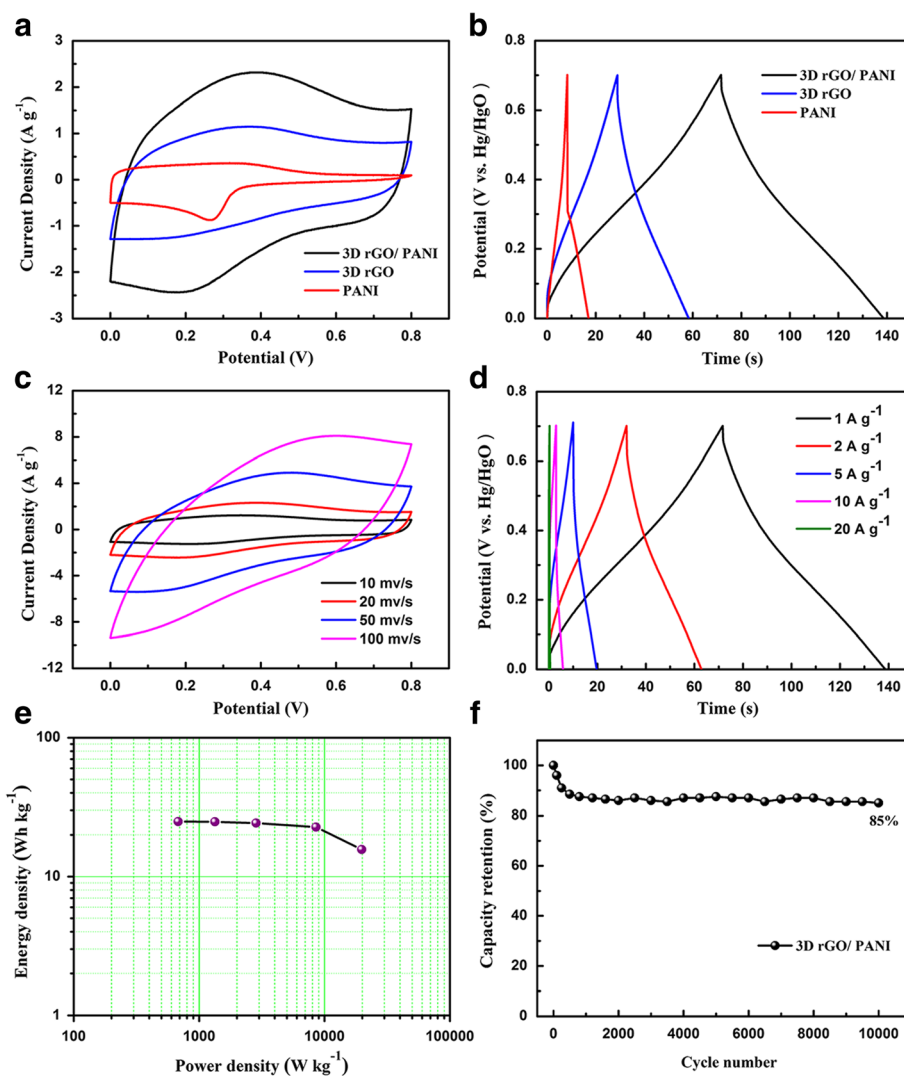 a
3
2
1
0
-1
-2
-3
Current Density (A g-1)
3D rGO/ PANI
3D rGO
PANI
0.0 0.2 0.4 0.6 0.8
Potential (V)
b
0.8
0.6
0.4
0.2
0.0
Potential (V vs. Hg/HgO )
3D rGO/ PANI
3D rGO
PANI
0 20 40 60 80 100 120 140
Time (s)
c
12
8
4
0
-4
-8
-12
Current Density (A g-1)
10 mv/s
20 mv/s
50 mv/s
100 mv/s
0.0 0.2 0.4 0.6 0.8
Potential (V)
d
0.8
0.6
0.4
0.2
0.0
Potential (V vs. Hg/HgO )
1 A g-1
2 A g-1
5 A g-1
10 A g-1
20 A g-1
0 20 40 60 80 100 120 140
Time (s)
e
100
10
1
Energy density (Wh kg-1)
100 1000 10000 100000
Power density (W kg-1)
f
100
80
60
40
20
0
Capacity retention (%)
85%
3D rGO/ PANI
0 2000 4000 6000 8000 10000
Cycle number